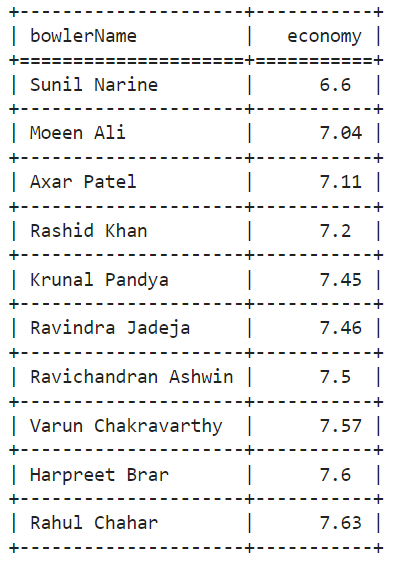 +---------------------+-----------+
| bowlerName          |   economy |
+=====================+===========+
| Sunil Narine        |      6.6  |
+---------------------+-----------+
| Moeen Ali           |      7.04 |
+---------------------+-----------+
| Axar Patel          |      7.11 |
+---------------------+-----------+
| Rashid Khan         |      7.2  |
+---------------------+-----------+
| Krunal Pandya       |      7.45 |
+---------------------+-----------+
| Ravindra Jadeja     |      7.46 |
+---------------------+-----------+
| Ravichandran Ashwin |      7.5  |
+---------------------+-----------+
| Varun Chakravarthy  |      7.57 |
+---------------------+-----------+
| Harpreet Brar       |      7.6  |
+---------------------+-----------+
| Rahul Chahar        |      7.63 |
+---------------------+-----------+